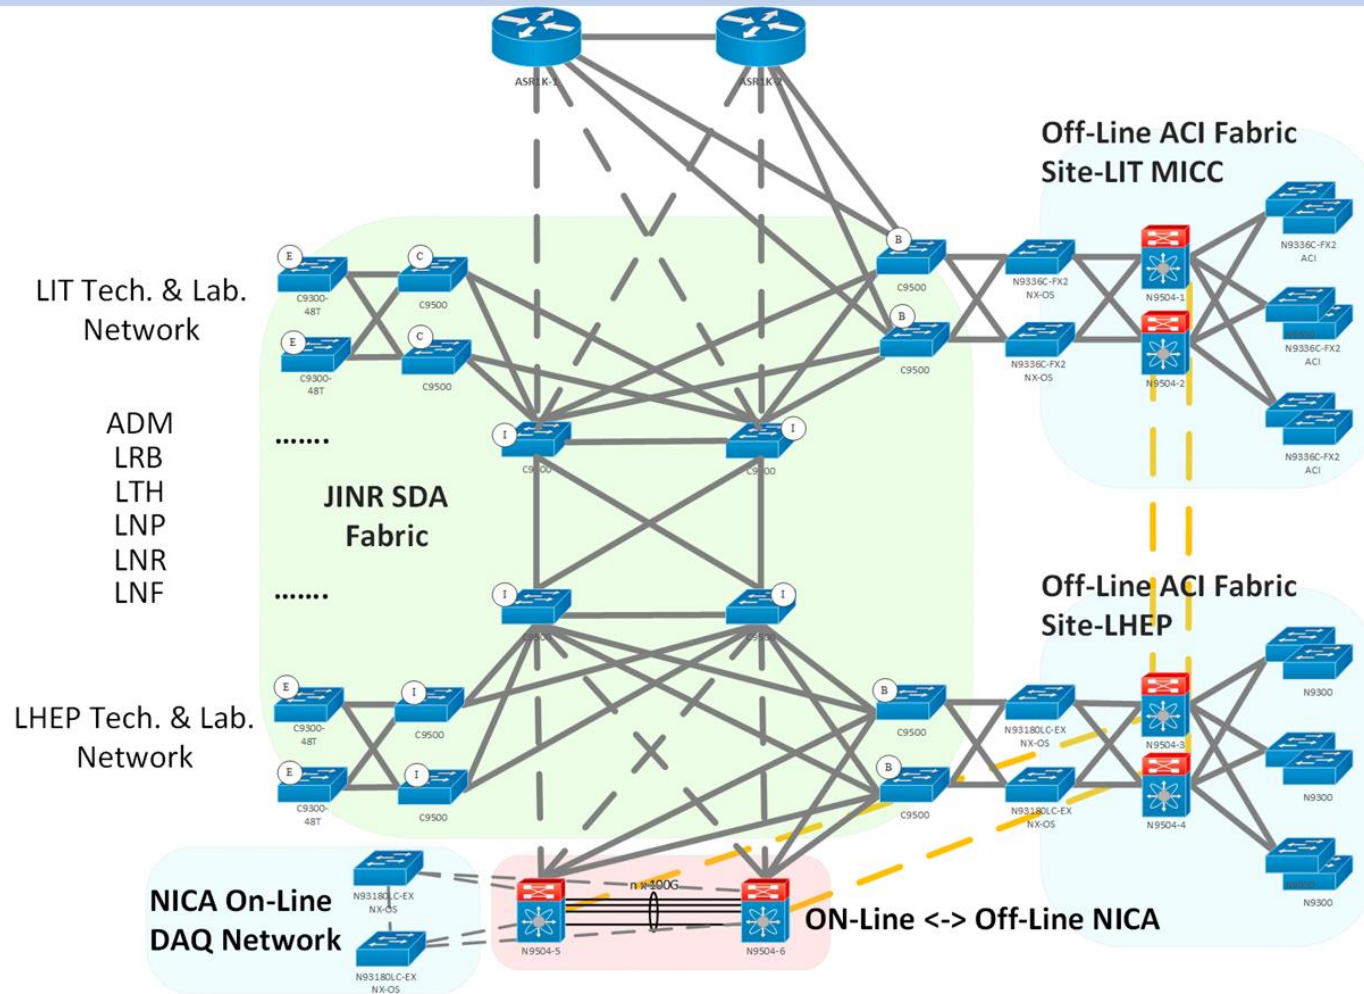 ASR1K-1
ASR1K-2
Off-Line ACI Fabric
Site-LIT MICC
LIT Tech. & Lab.
Network
E
C9300-
48T
C
C9500
E
C9300-
48T
C
C9500
B
C9500
B
C9500
N9336C-FX2
NX-OS
N9336C-FX2
NX-OS
N9504-1
N9504-2
N9336C-FX2
ACI
N9336C-FX2
ACI
N9336C-FX2
ACI
ADM
LRB
LTH
LNP
LNR
LNF
.......
JINR SDA
Fabric
.......
I
C9500
I
C9500
I
C9500
I
C9500
Off-Line ACI Fabric
Site-LHEP
LHEP Tech. & Lab.
Network
E
C9300-
48T
I
C9500
E
C9300-
48T
I
C9500
B
C9500
B
C9500
N93180LC-EX
NX-OS
N93180LC-EX
NX-OS
N9504-3
N9504-4
N9300
N9300
N9300
NICA On-Line
DAQ Network
N93180LC-EX
NX-OS
N93180LC-EX
NX-OS
n x 100G
N9504-5
N9504-6
ON-Line <-> Off-Line NICA